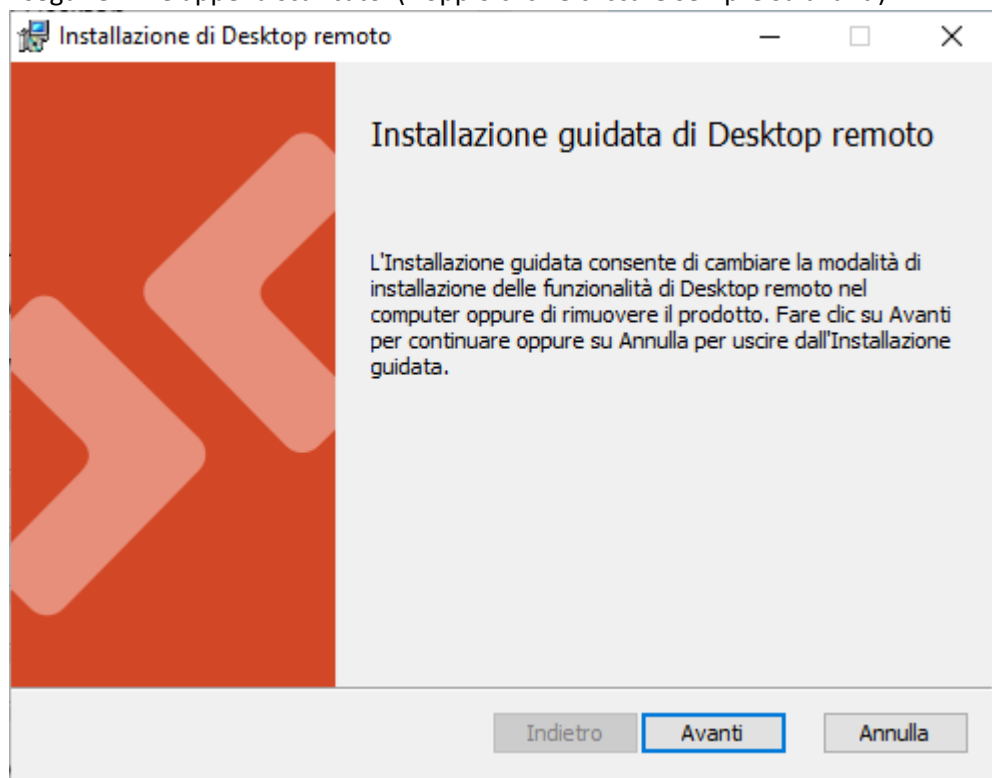 Installazione di Desktop remoto
Installazione guidata di Desktop remoto
L'Installazione guidata consente di cambiare la modalità di
installazione delle funzionalità di Desktop remoto nel
computer oppure di rimuovere il prodotto. Fare clic su Avanti
per continuare oppure su Annulla per uscire dall'Installazione
guidata.
Indietro
Avanti
Annulla